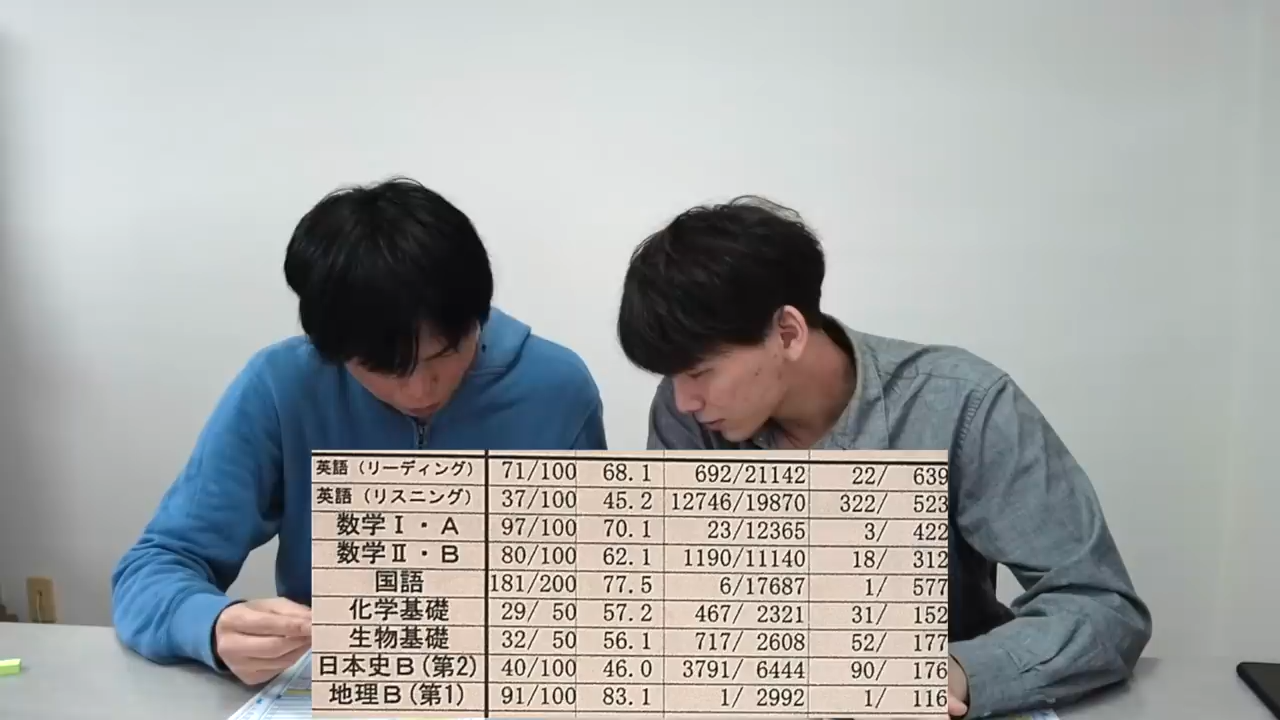 英語（リーディング） 71/100 68.1 692/21142 22/ 639
英語（リスニング） 37/100 45.2 12746/19870 322/ 523
数学Ⅰ・A 97/100 70.1 23/12365 3/ 422
数学Ⅱ・B 80/100 62.1 1190/11140 18/ 312
国語 181/200 77.5 6/17687 1/ 577
化学基礎 29/ 50 57.2 467/ 2321 31/ 152
生物基礎 32/ 50 56.1 717/ 2608 52/ 177
日本史B(第2) 40/100 46.0 3791/ 6444 90/ 176
地理B(第1) 91/100 83.1 1/ 2992 1/ 116